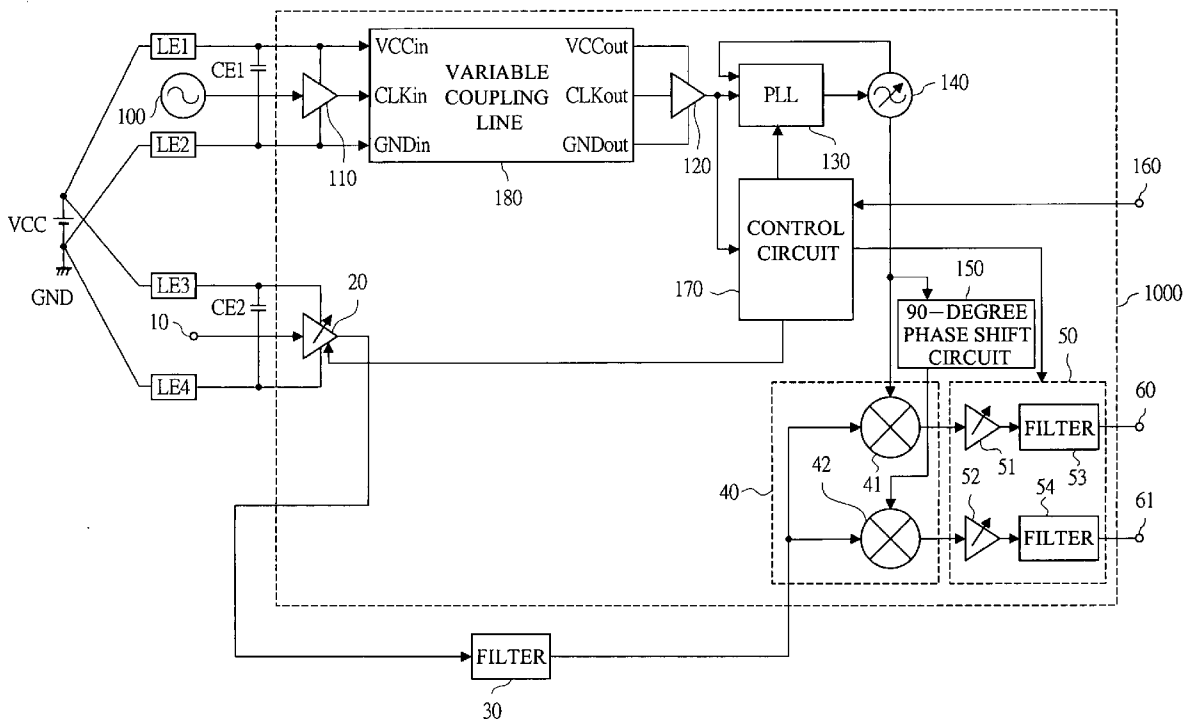 LE1
VCCin
VCCout
CE1
VARIABLE
COUPLING
LINE
CLKin
CLKout
PLL
140
100
110
GNDin
GNDout
120
130
LE2
180
160
VCC
CONTROL
CIRCUIT
GND
LE3
CE2
20
170
150
1000
10
90-DEGREE
PHASE SHIFT
CIRCUIT
50
LE4
60
FILTER
42
41
51
53
40
52
54
61
FILTER
FILTER
30